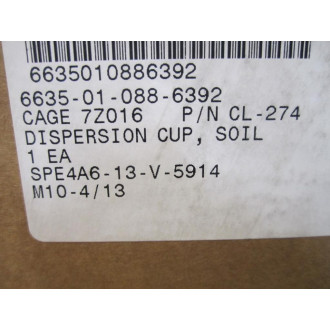 6635010886392
6635-01-088-6392
CAGE 7Z016 P/N CL-274
DISPERSION CUP, SOIL
1 EA
SPE4A6-13-V-5914
M10-4/13